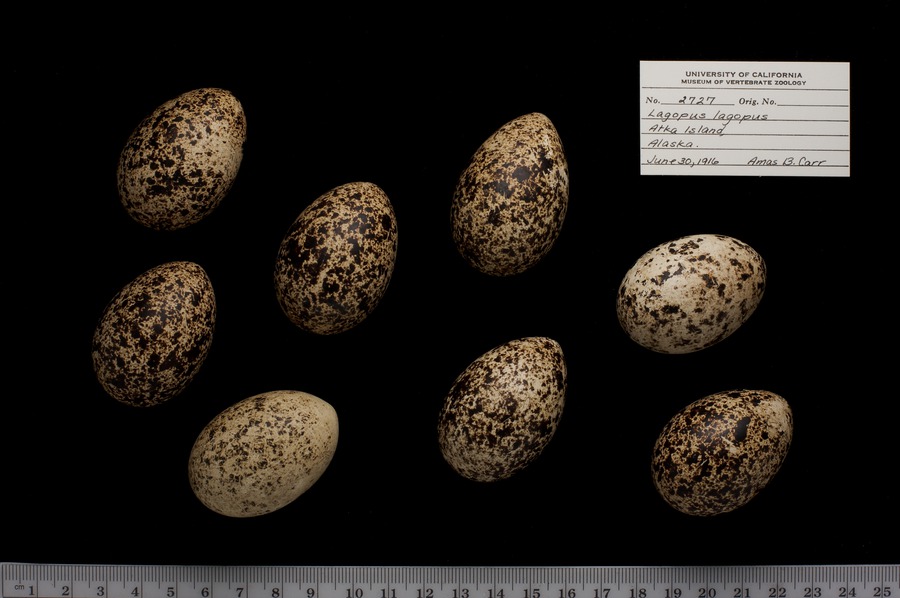 UNIVERSITY OF CALIFORNIA
MUSEUM OF VERTEBRATE ZOOLOGY
No. 2727 Orig. No.
Lagopus lagopus
Atka Island,
Alaska.
June 30, 1916 Amas B. Carr
cm 1 2 3 4 5 6 7 8 9 10 11 12 13 14 15 16 17 18 19 20 21 22 23 24 25